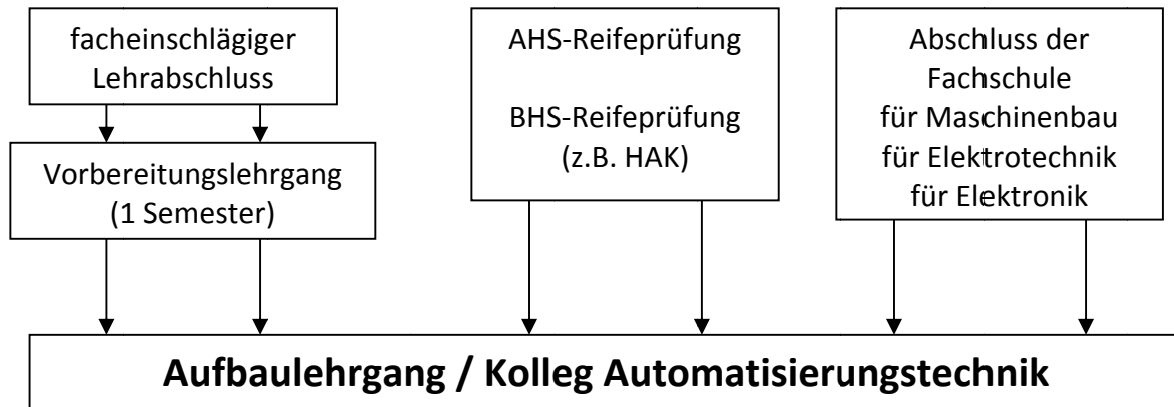 facheinschlägiger
Lehrabschluss
Vorbereitungslehrgang
(1 Semester)
AHS-Reifeprüfung
BHS-Reifeprüfung
(z.B. HAK)
Abschluss der
Fachschule
für Maschinenbau
für Elektrotechnik
für Elektronik
Aufbaulehrgang / Kolleg Automatisierungstechnik